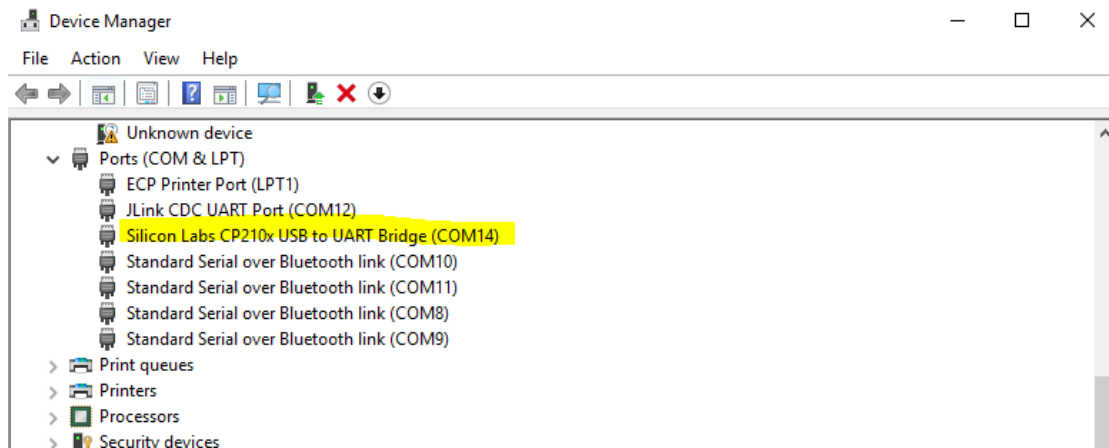 Device Manager
File Action View Help
Unknown device
Ports (COM & LPT)
ECP Printer Port (LPT1)
JLink CDC UART Port (COM12)
Silicon Labs CP210x USB to UART Bridge (COM14)
Standard Serial over Bluetooth link (COM10)
Standard Serial over Bluetooth link (COM11)
Standard Serial over Bluetooth link (COM8)
Standard Serial over Bluetooth link (COM9)
Print queues
Printers
Processors
Security devices